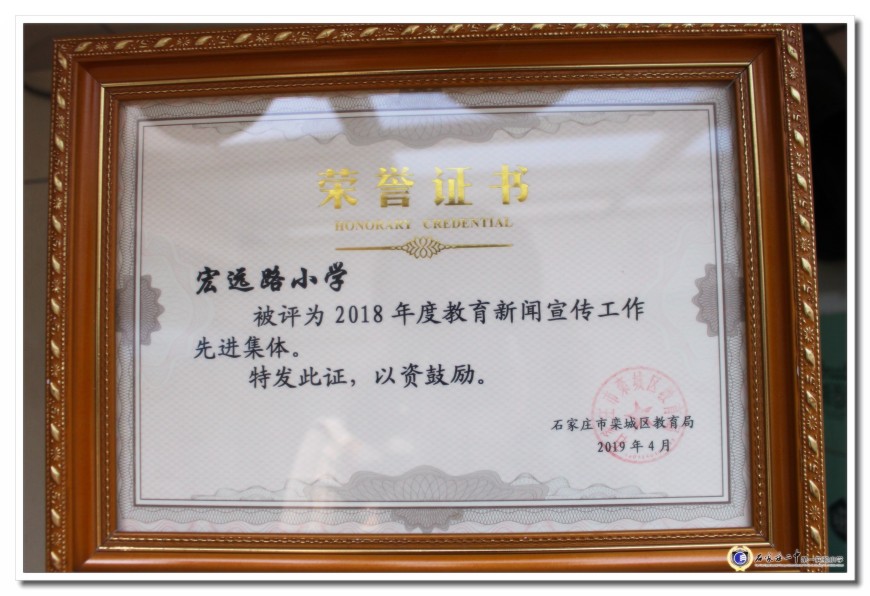 荣誉证书
HONORARY CREDENTIAL
宏远路小学
被评为 2018 年度教育新闻宣传工作
先进集体。
特发此证，以资鼓励。
石家庄市栾城区教育局
2019 年 4 月